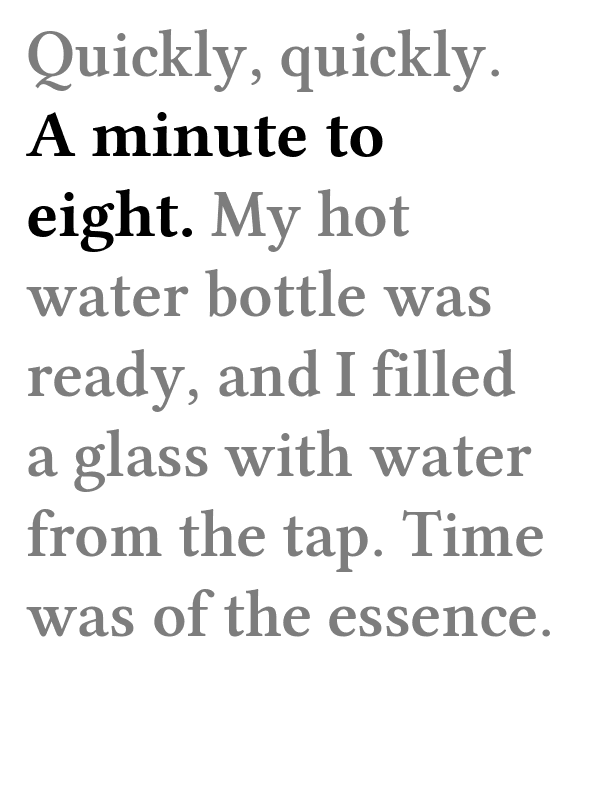 Quickly, quickly.
A minute to
eight. My hot
water bottle was
ready, and I filled
a glass with water
from the tap. Time
was of the essence.